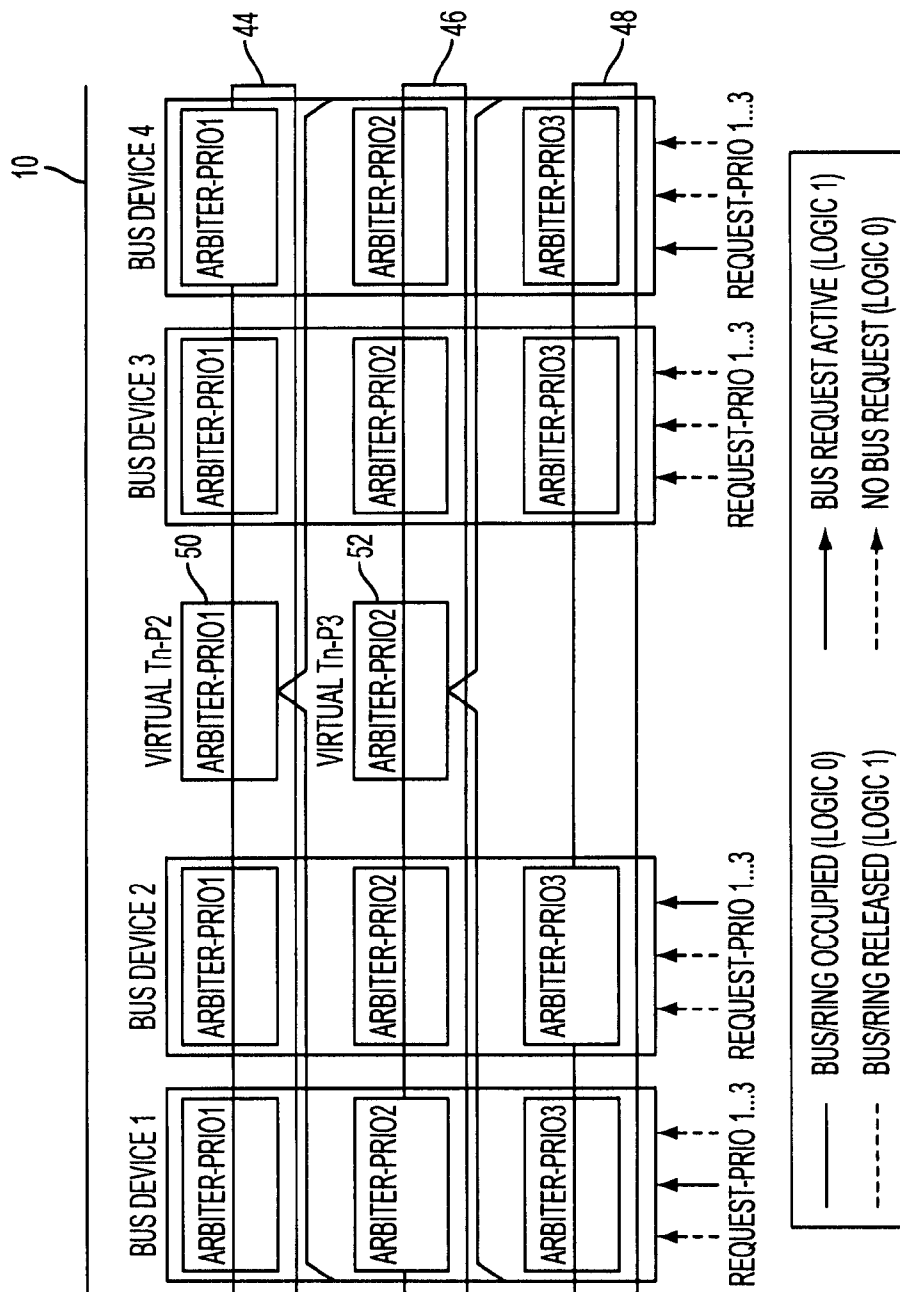 10
BUS DEVICE 1
BUS DEVICE 2
BUS DEVICE 3
BUS DEVICE 4
VIRTUAL Tn-P2
50
44
ARBITER-PRIO1
ARBITER-PRIO1
ARBITER-PRIO1
ARBITER-PRIO1
ARBITER-PRIO1
VIRTUAL Tn-P3
52
46
ARBITER-PRIO2
ARBITER-PRIO2
ARBITER-PRIO2
ARBITER-PRIO2
ARBITER-PRIO2
48
ARBITER-PRIO3
ARBITER-PRIO3
ARBITER-PRIO3
ARBITER-PRIO3
REQUEST-PRIO 1...3
REQUEST-PRIO 1...3
REQUEST-PRIO 1...3
REQUEST-PRIO 1...3
BUS/RING OCCUPIED (LOGIC 0)
BUS REQUEST ACTIVE (LOGIC 1)
BUS/RING RELEASED (LOGIC 1)
NO BUS REQUEST (LOGIC 0)